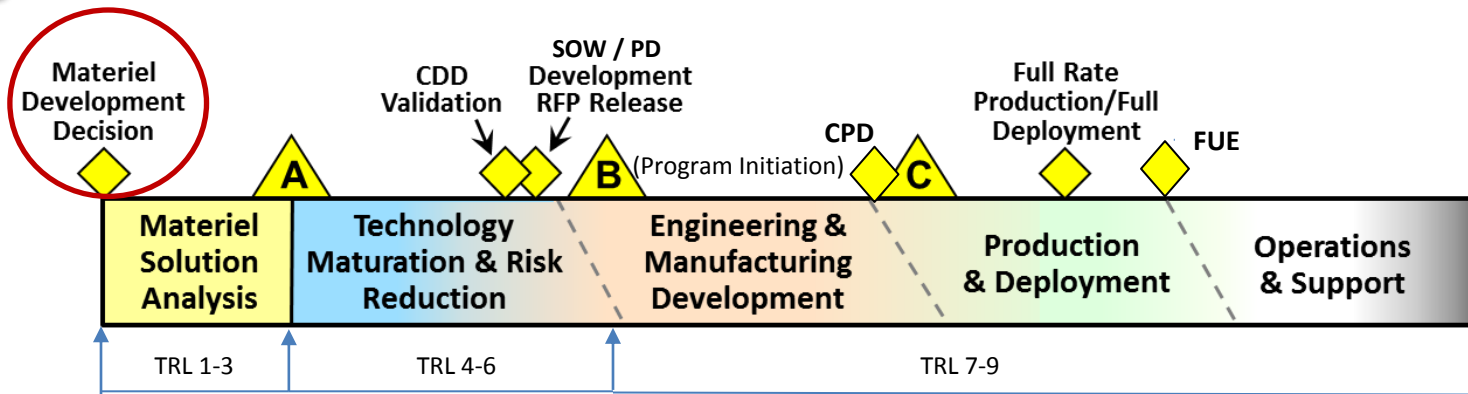 Materiel
Development
Decision
CDD
Validation
SOW / PD
Development
RFP Release
Full Rate
Production/Full
Deployment
A
B
(Program Initiation)
CPD
C
FUE
Materiel
Solution
Analysis
Technology
Maturation & Risk
Reduction
Engineering &
Manufacturing
Development
Production
& Deployment
Operations
& Support
TRL 1-3
TRL 4-6
TRL 7-9